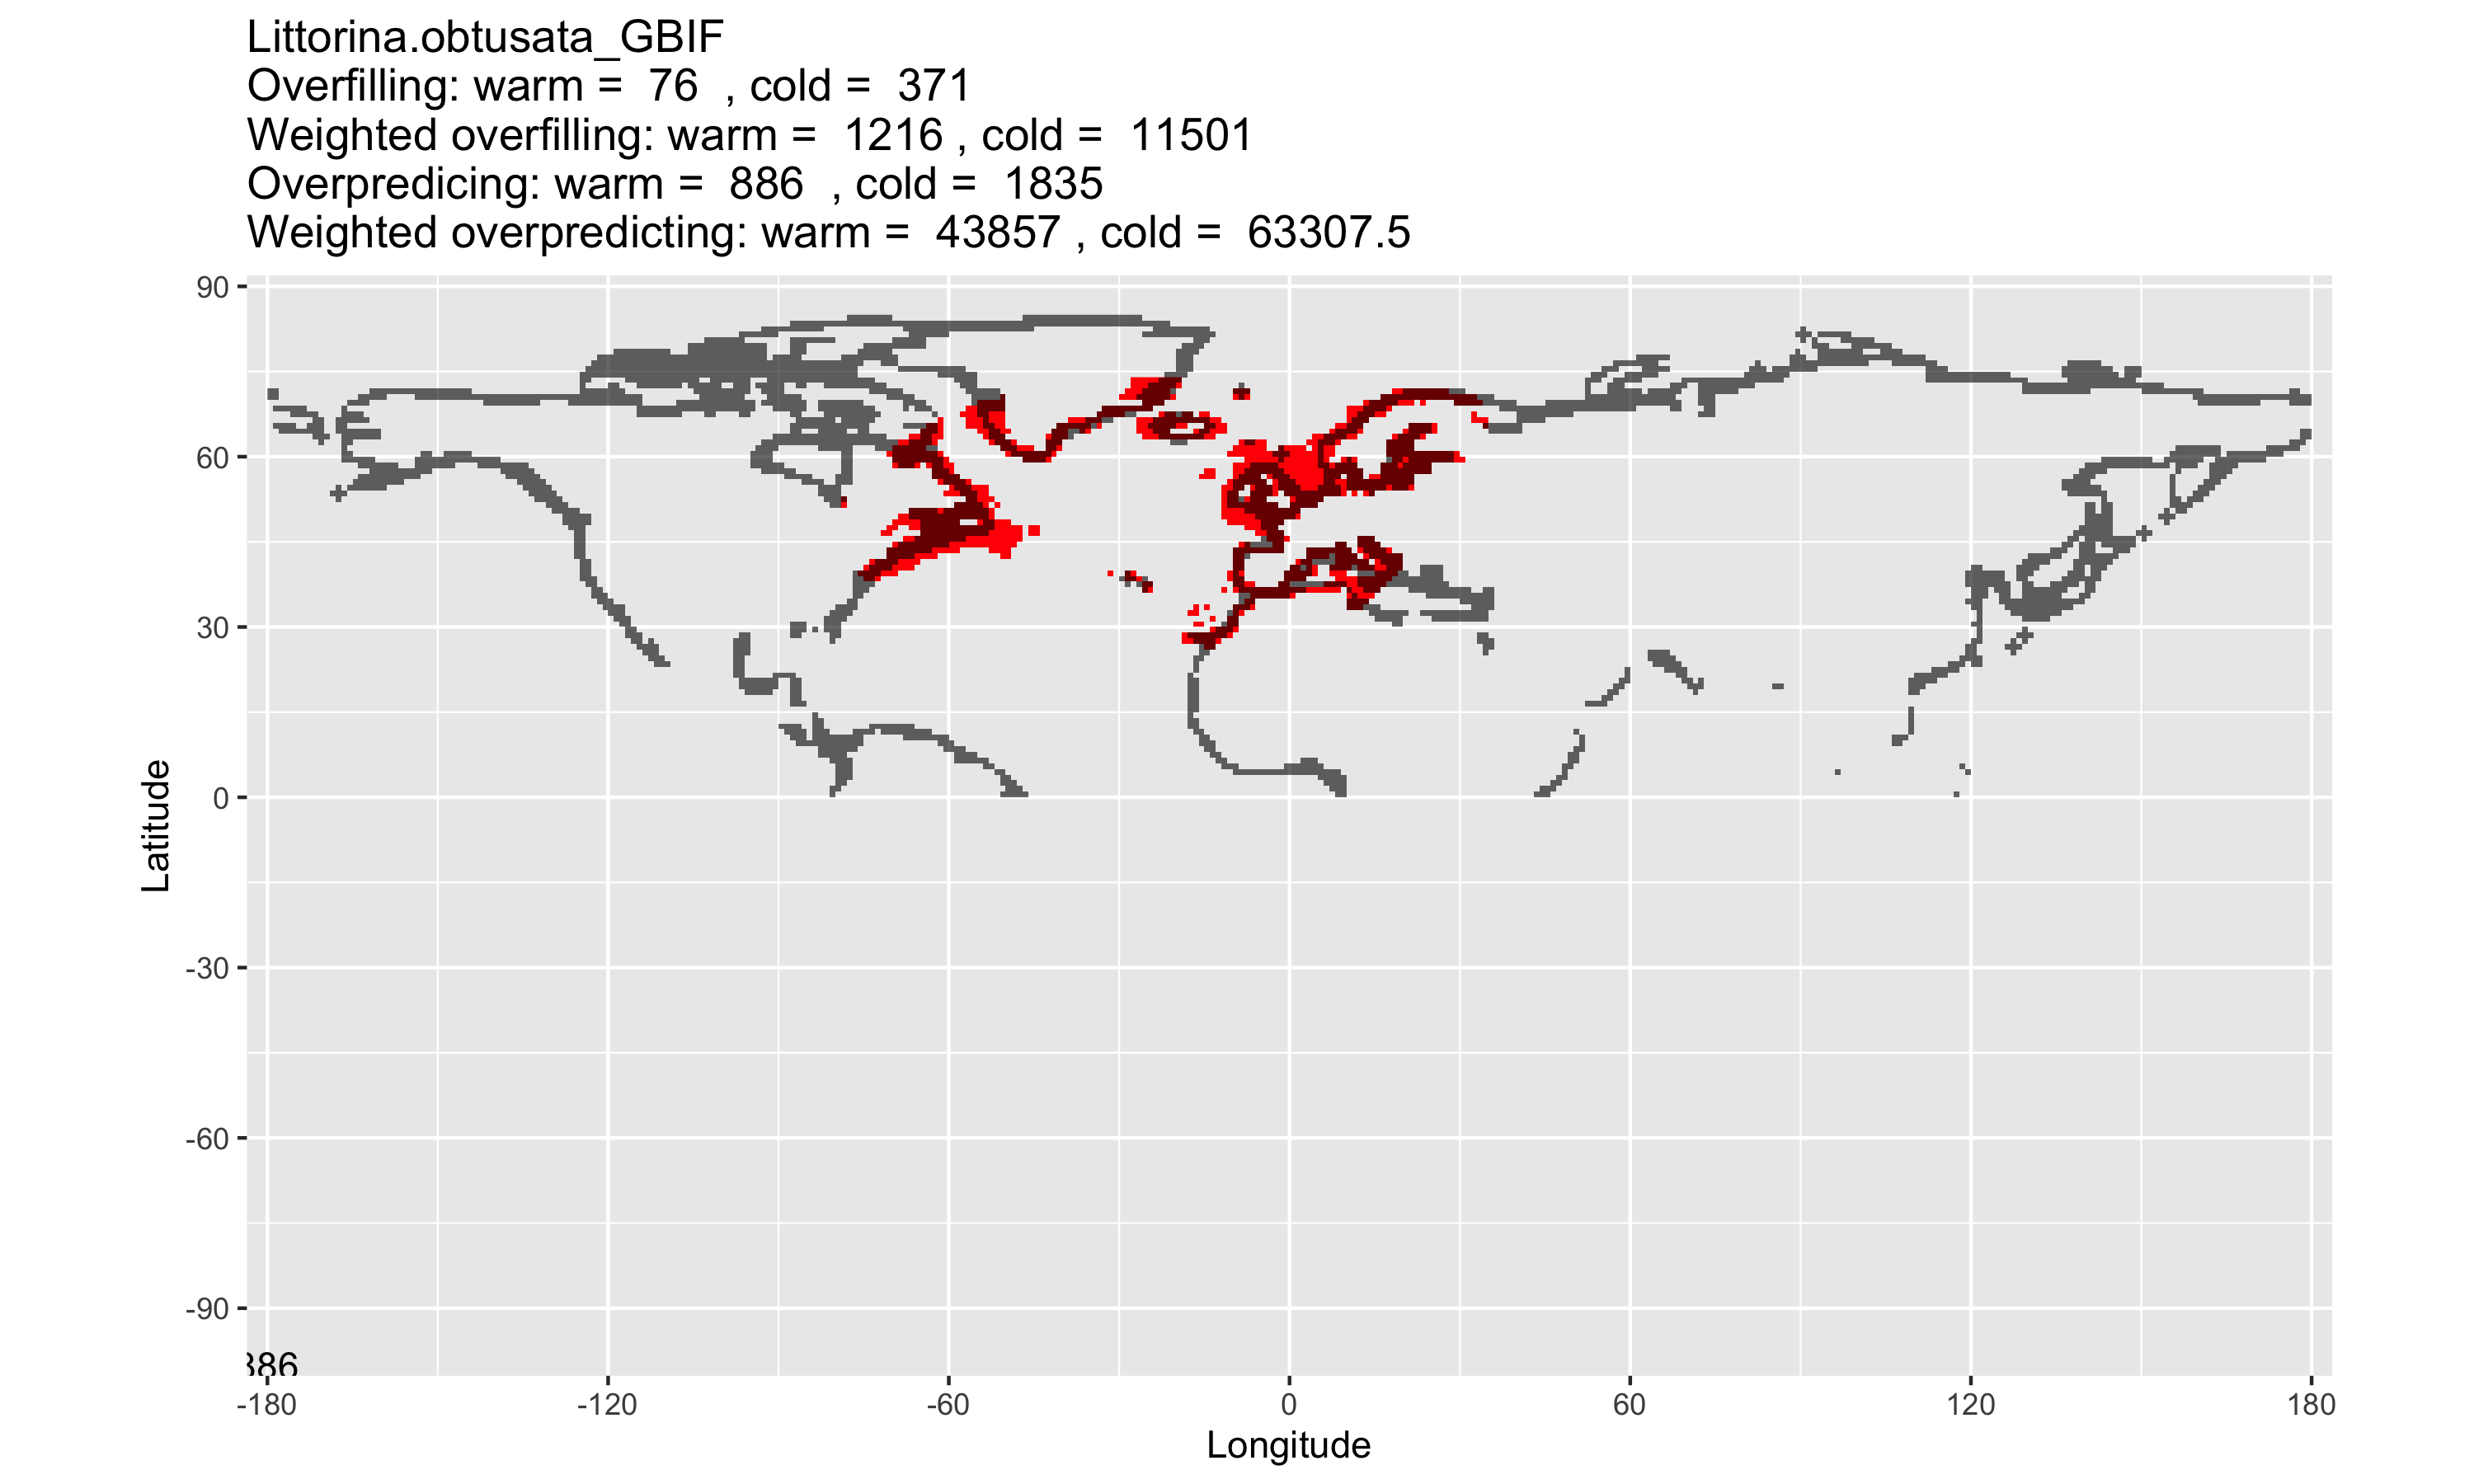 Littorina.obtusata_GBIF
Overfilling: warm =  76  , cold =  371
Weighted overfilling: warm =  1216 , cold =  11501
Overpredicing: warm =  886  , cold =  1835
Weighted overpredicting: warm =  43857 , cold =  63307.5
90
60
30
0
-30
-60
-90
Latitude
886
-180 -120 -60 0 60 120 180
Longitude